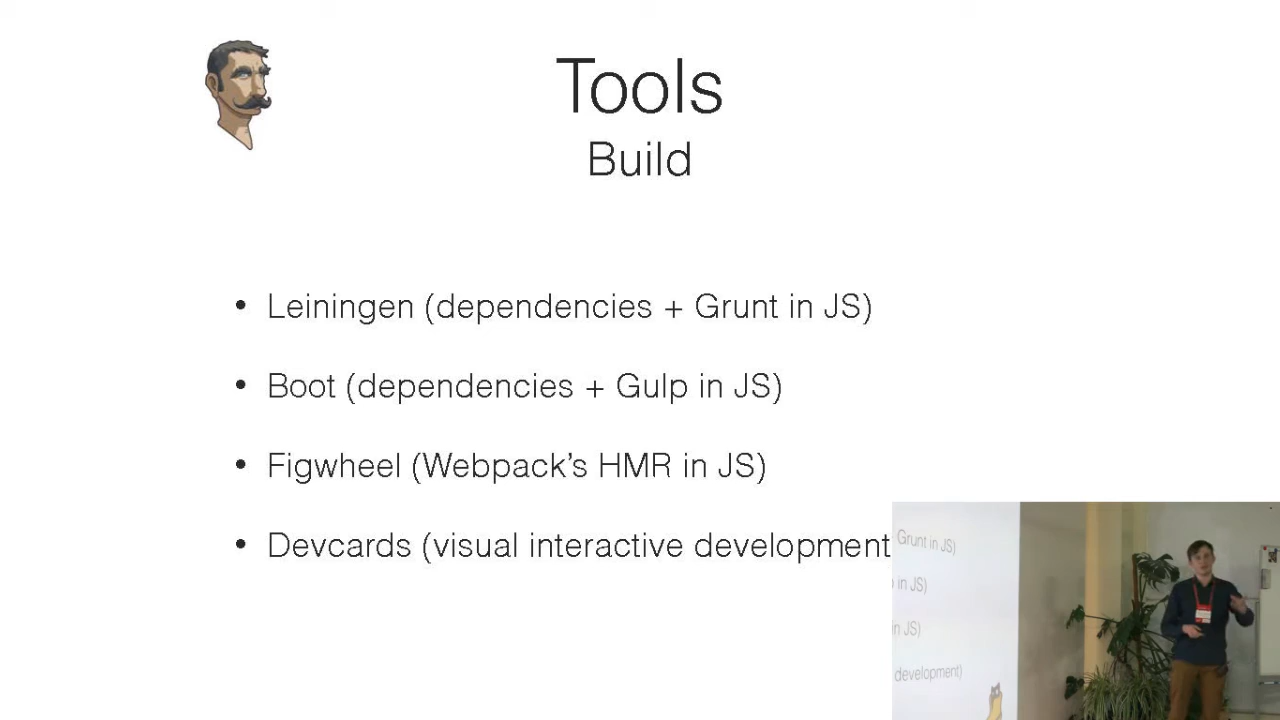 Tools
Build
• Leiningen (dependencies + Grunt in JS)
• Boot (dependencies + Gulp in JS)
• Figwheel (Webpack's HMR in JS)
• Devcards (visual interactive development
Grunt in JS)
in JS)
in JS)
development)